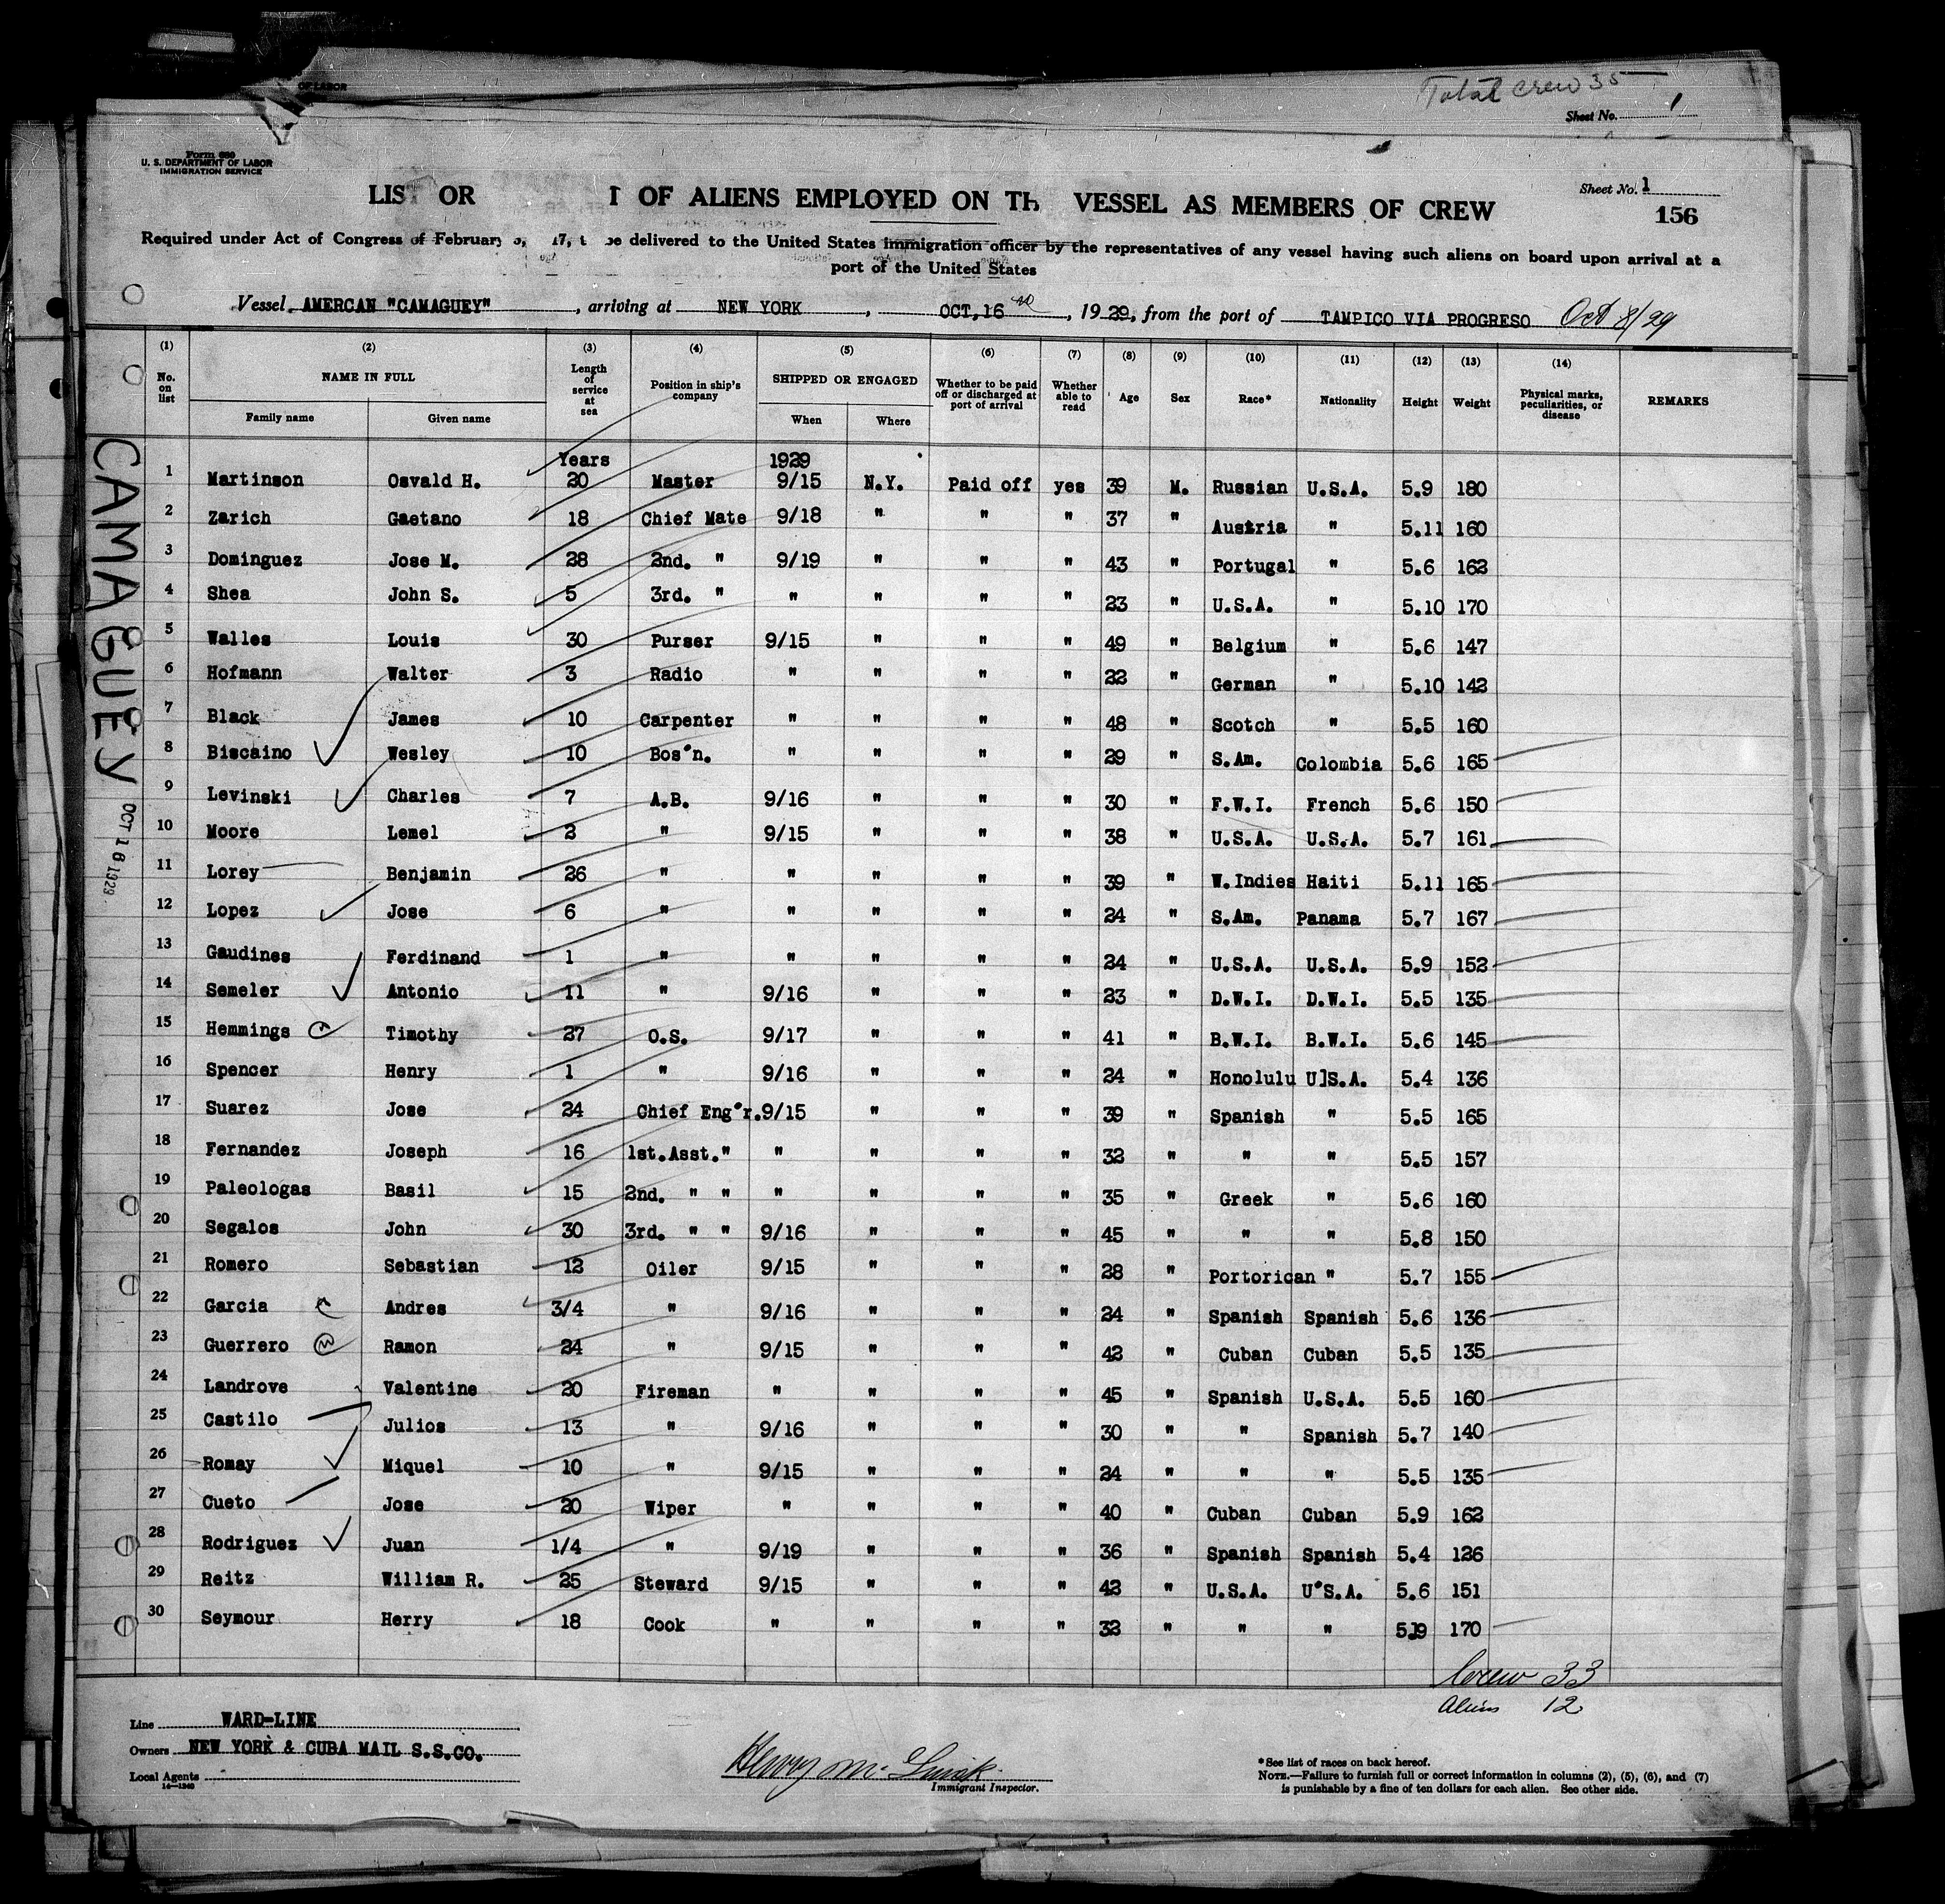 OF LABOR
Total Crew 35
Sheet No. 1
Form 680
U. S. DEPARTMENT OF LABOR
IMMIGRATION SERVICE
Sheet No. 1
156
LIST OR OF ALIENS EMPLOYED ON TH VESSEL AS MEMBERS OF CREW
Required under Act of Congress of February 5, 17, t be delivered to the United States immigration officer by the representatives of any vessel having such aliens on board upon arrival at a
port of the United States
Vessel AMERCAN "CAMAGUEY", arriving at NEW YORK, OCT,16, 1929, from the port of TAMPICO VIA PROGRESO Oct 8/29
(1) (2) (3) (4) (5) (6) (7) (8) (9) (10) (11) (12) (13) (14)
No. on list NAME IN FULL Family name Given name Length of service at sea Position in ship's company SHIPPED OR ENGAGED When Where Whether to be paid off or discharged at port of arrival Whether able to read Age Sex Race* Nationality Height Weight Physical marks, peculiarities, or disease REMARKS
Years 1929
1 Martinson Osvald H. 20 Master 9/15 N.Y. Paid off yes 39 M. Russian U.S.A. 5.9 180
2 Zarich Gaetano 18 Chief Mate 9/18 " " " 37 " Austria " 5.11 160
3 Dominguez Jose M. 28 2nd. " 9/19 " " " 43 " Portugal " 5.6 162
4 Shea John S. 5 3rd. " " " " " 23 " U.S.A. " 5.10 170
5 Walles Louis 30 Purser 9/15 " " " 49 " Belgium " 5.6 147
6 Hofmann Walter 3 Radio " " " " 22 " German " 5.10 142
7 Black James 10 Carpenter " " " " 48 " Scotch " 5.5 160
8 Biscaino Wesley 10 Bos'n. " " " " 29 " S.Am. Colombia 5.6 165
9 Levinski Charles 7 A.B. 9/16 " " " 30 " F.W.I. French 5.6 150
10 Moore Lemel 2 " 9/15 " " " 38 " U.S.A. U.S.A. 5.7 161
11 Lorey Benjamin 26 " " " " " 39 " W.Indies Haiti 5.11 165
12 Lopez Jose 6 " " " " " 24 " S.Am. Panama 5.7 167
13 Gaudines Ferdinand 1 " " " " " 24 " U.S.A. U.S.A. 5.9 152
14 Semeler Antonio 11 " 9/16 " " " 23 " D.W.I. D.W.I. 5.5 135
15 Hemmings Timothy 27 O.S. 9/17 " " " 41 " B.W.I. B.W.I. 5.6 145
16 Spencer Henry 1 " 9/16 " " " 24 " Honolulu U]S.A. 5.4 136
17 Suarez Jose 24 Chief Eng'r. 9/15 " " " 39 " Spanish " 5.5 165
18 Fernandez Joseph 16 1st.Asst." " " " " 32 " " " 5.5 157
19 Paleologas Basil 15 2nd. " " " " " " 35 " Greek " 5.6 160
20 Segalos John 30 3rd. " " 9/16 " " " 45 " " " 5.8 150
21 Romero Sebastian 12 Oiler 9/15 " " " 28 " Portorican " 5.7 155
22 Garcia Andres 3/4 " 9/16 " " " 24 " Spanish Spanish 5.6 136
23 Guerrero Ramon 24 " 9/15 " " " 42 " Cuban Cuban 5.5 135
24 Landrove Valentine 20 Fireman " " " " 45 " Spanish U.S.A. 5.5 160
25 Castilo Julios 13 " 9/16 " " " 30 " " Spanish 5.7 140
26 Romay Miquel 10 " 9/15 " " " 24 " " " 5.5 135
27 Cueto Jose 20 Wiper " " " " 40 " Cuban Cuban 5.9 162
28 Rodriguez Juan 1/4 " 9/19 " " " 36 " Spanish Spanish 5.4 126
29 Reitz William R. 25 Steward 9/15 " " " 42 " U.S.A. U'S.A. 5.6 151
30 Seymour Herry 18 Cook " " " " 32 " " " 5.9 170
CAMAGUEY OCT 16 1929
Crew 33
Aliens 12
Line WARD-LINE
Owners NEW YORK & CUBA MAIL S.S.CO.
Local Agents
14—1240
Immigrant Inspector.
*See list of races on back hereof.
NOTE.—Failure to furnish full or correct information in columns (2), (5), (6), and (7)
is punishable by a fine of ten dollars for each alien. See other side.